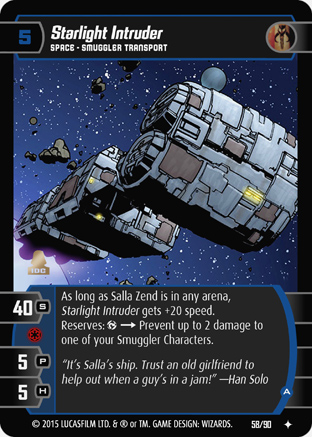 5 Starlight Intruder
SPACE - SMUGGLER TRANSPORT
40 S
5 P
5 H
As long as Salla Zend is in any arena,
Starlight Intruder gets +20 speed.
Reserves: → Prevent up to 2 damage to
one of your Smuggler Characters.
"It's Salla's ship. Trust an old girlfriend to
help out when a guy's in a jam!" —Han Solo
A
© 2015 LUCASFILM LTD. & ® OR TM. GAME DESIGN: WIZARDS. 58/90